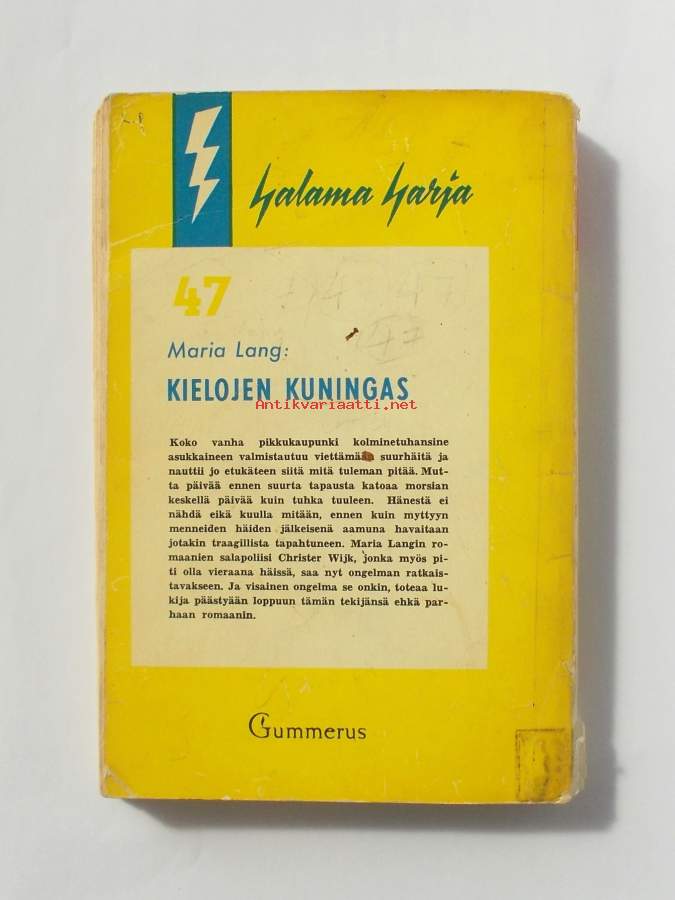 Salama Sarja
47
Maria Lang:
KIELOJEN KUNINGAS
Antikvariaatti.net
Koko vanha pikkukaupunki kolminetuhansine
asukkaineen valmistautuu viettämään suurhäitä ja
nauttii jo etukäteen siitä mitä tuleman pitää. Mut-
ta päivää ennen suurta tapausta katoaa morsian
keskellä päivää kuin tuhka tuuleen. Hänestä ei
nähdä eikä kuulla mitään, ennen kuin myttyyn
menneiden häiden jälkeisenä aamuna havaitaan
jotakin traagillista tapahtuneen. Maria Langin ro-
maanien salapoliisi Christer Wijk, jonka myös pi-
ti olla vieraana häissä, saa nyt ongelman ratkais-
tavakseen. Ja visainen ongelma se onkin, toteaa lu-
kija päästyään loppuun tämän tekijänsä ehkä par-
haan romaanin.
Gummerus